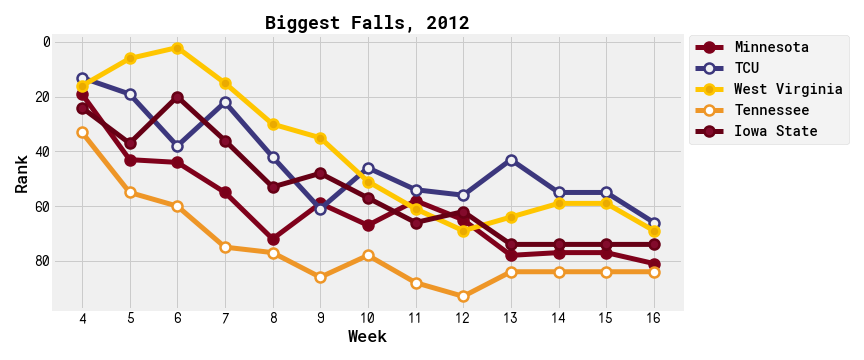 Biggest Falls, 2012
Minnesota
TCU
West Virginia
Tennessee
Iowa State
Rank
0
20
40
60
80
4 5 6 7 8 9 10 11 12 13 14 15 16
Week